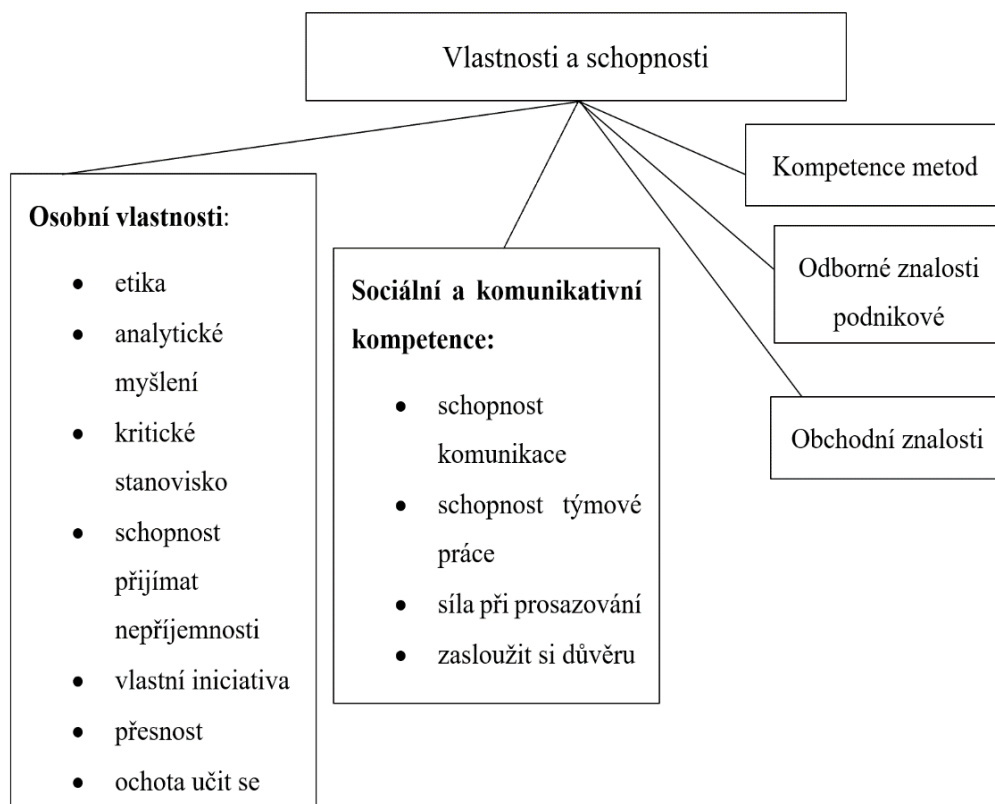 Vlastnosti a schopnosti
Osobní vlastnosti:
• etika
• analytické
myšlení
• kritické
stanovisko
• schopnost
přijímat
nepříjemnosti
• vlastní iniciativa
• přesnost
• ochota učit se
Sociální a komunikativní
kompetence:
• schopnost
komunikace
• schopnost týmové
práce
• síla při prosazování
• zasloužit si důvěru
Kompetence metod
Odborné znalosti
podnikové
Obchodní znalosti